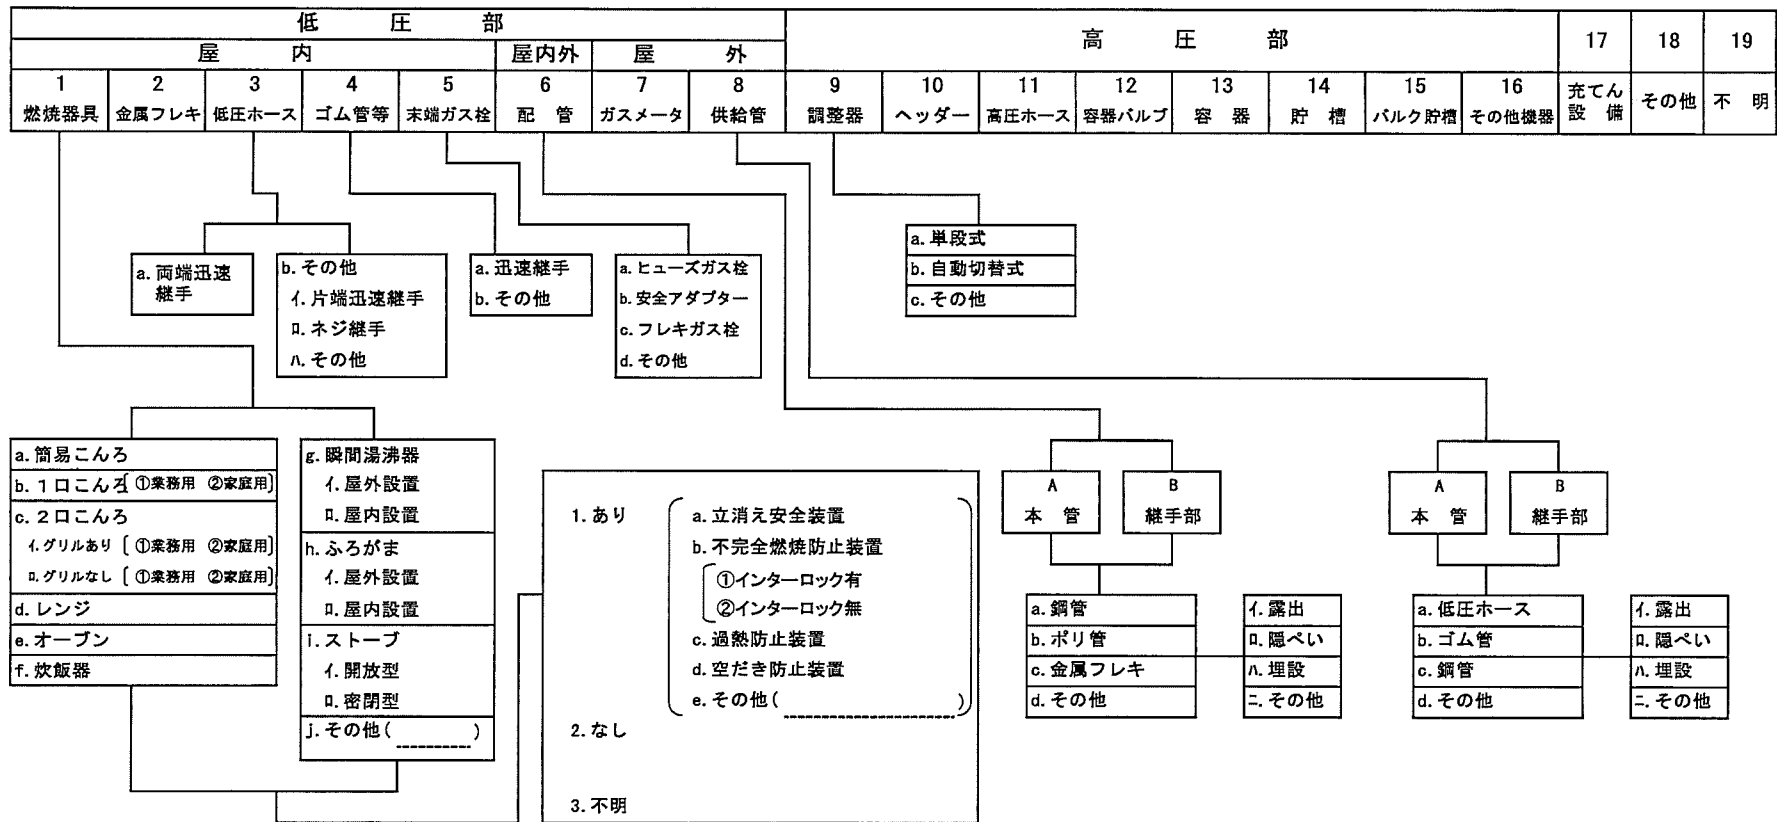 低 圧 部
高 圧 部
17
18
19
屋 内
屋内外
屋 外
1
2
3
4
5
6
7
8
9
10
11
12
13
14
15
16
燃焼器具
金属フレキ
低圧ホース
ゴム管等
末端ガス栓
配 管
ガスメータ
供給管
調整器
ヘッダー
高圧ホース
容器バルブ
容 器
貯 槽
バルク貯槽
その他機器
充てん
設 備
その他
不 明
a. 両端迅速
継手
b. その他
ｲ. 片端迅速継手
ﾛ. ネジ継手
ﾊ. その他
a. 迅速継手
b. その他
a. ヒューズガス栓
b. 安全アダプター
c. フレキガス栓
d. その他
a. 単段式
b. 自動切替式
c. その他
a. 簡易こんろ
b. １口こんろ[ ①業務用 ②家庭用]
c. ２口こんろ
ｲ. グリルあり [ ①業務用 ②家庭用]
ﾛ. グリルなし [ ①業務用 ②家庭用]
d. レンジ
e. オーブン
f. 炊飯器
g. 瞬間湯沸器
ｲ. 屋外設置
ﾛ. 屋内設置
h. ふろがま
ｲ. 屋外設置
ﾛ. 屋内設置
i. ストーブ
ｲ. 開放型
ﾛ. 密閉型
j. その他( )
1. あり
a. 立消え安全装置
b. 不完全燃焼防止装置
①インターロック有
②インターロック無
c. 過熱防止装置
d. 空だき防止装置
e. その他( )
2. なし
3. 不明
A
本 管
B
継手部
a. 鋼管
b. ポリ管
c. 金属フレキ
d. その他
ｲ. 露出
ﾛ. 隠ぺい
ﾊ. 埋設
ﾆ. その他
A
本 管
B
継手部
a. 低圧ホース
b. ゴム管
c. 鋼管
d. その他
ｲ. 露出
ﾛ. 隠ぺい
ﾊ. 埋設
ﾆ. その他